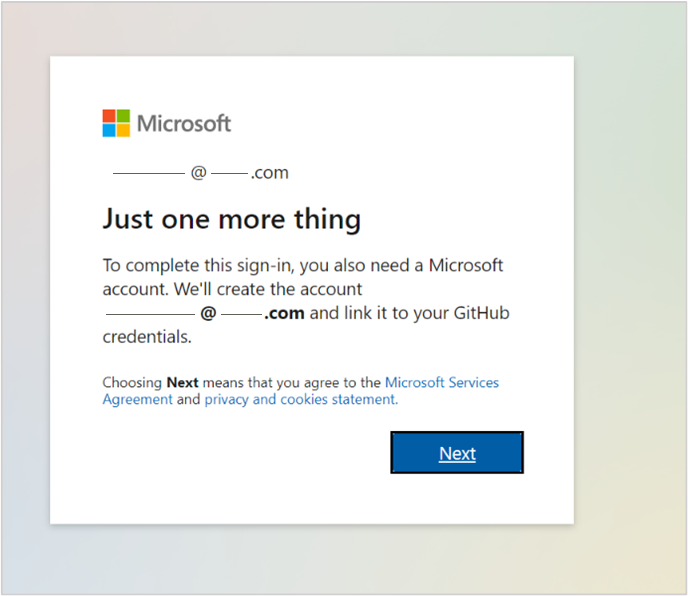 Microsoft
@ .com
Just one more thing
To complete this sign-in, you also need a Microsoft
account. We'll create the account
@ .com and link it to your GitHub
credentials.
Choosing Next means that you agree to the Microsoft Services
Agreement and privacy and cookies statement.
Next